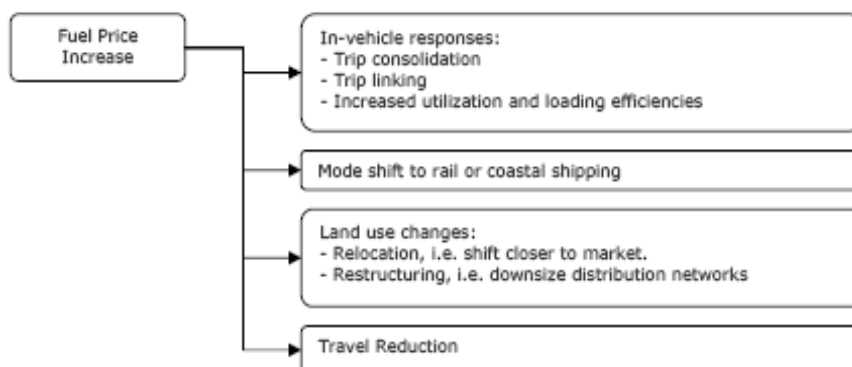 Fuel Price
Increase
In-vehicle responses:
- Trip consolidation
- Trip linking
- Increased utilization and loading efficiencies
Mode shift to rail or coastal shipping
Land use changes:
- Relocation, i.e. shift closer to market.
- Restructuring, i.e. downsize distribution networks
Travel Reduction